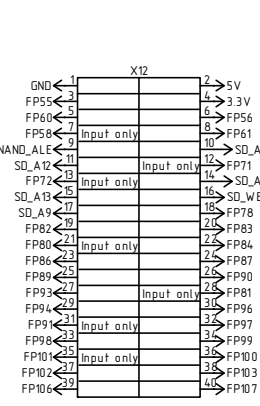 X12
GND 1 2 5V
FP55 3 4 3.3V
FP60 5 6 FP56
FP58 7 Input only 8 FP61
NAND_ALE 9 10 SD_A
SD_A12 11 Input only 12 FP71
FP72 13 Input only 14 SD_A
SD_A13 15 16 SD_WE
SD_A9 17 18 FP78
FP82 19 20 FP83
FP80 21 Input only 22 FP84
FP86 23 24 FP87
FP89 25 26 FP90
FP93 27 Input only 28 FP81
FP94 29 30 FP96
FP91 31 Input only 32 FP97
FP98 33 34 FP99
FP101 35 Input only 36 FP100
FP102 37 38 FP103
FP106 39 40 FP107